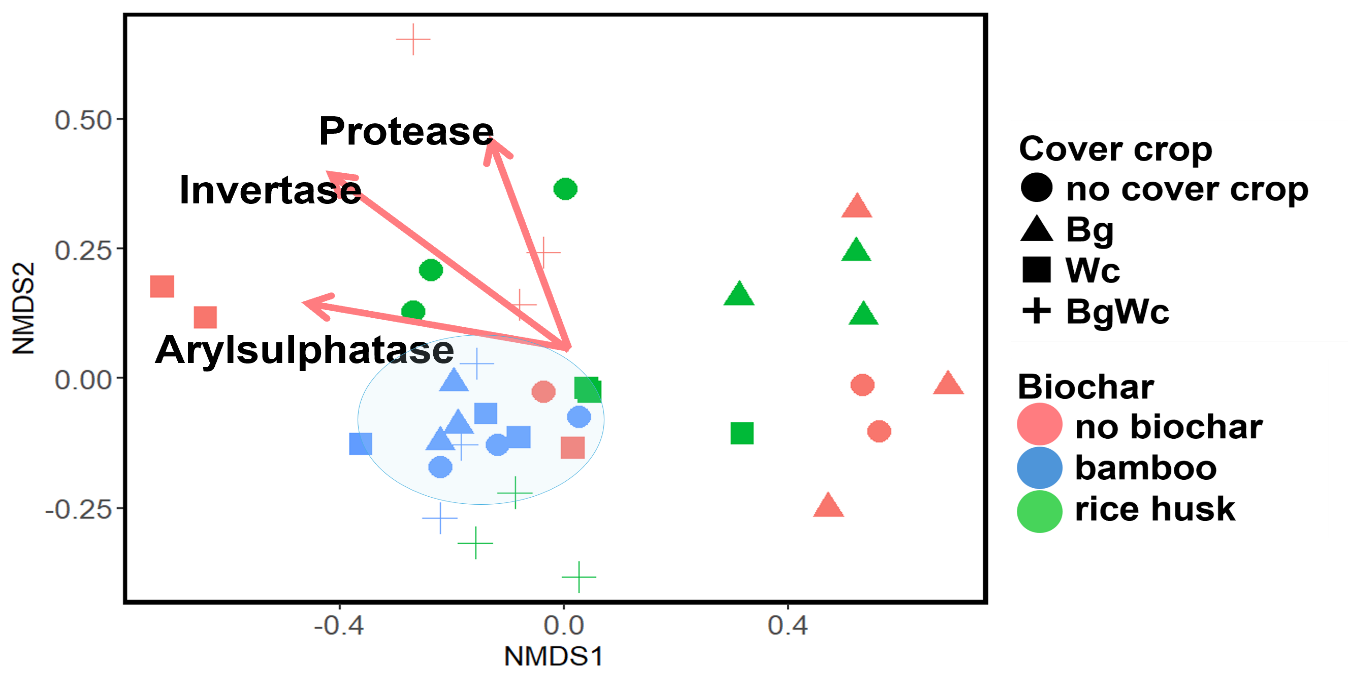 Protease
Invertase
Arylsulphatase
0.50
0.25
0.00
-0.25
NMDS2
-0.4
0.0
0.4
NMDS1
Cover crop
no cover crop
Bg
Wc
BgWc
Biochar
no biochar
bamboo
rice husk